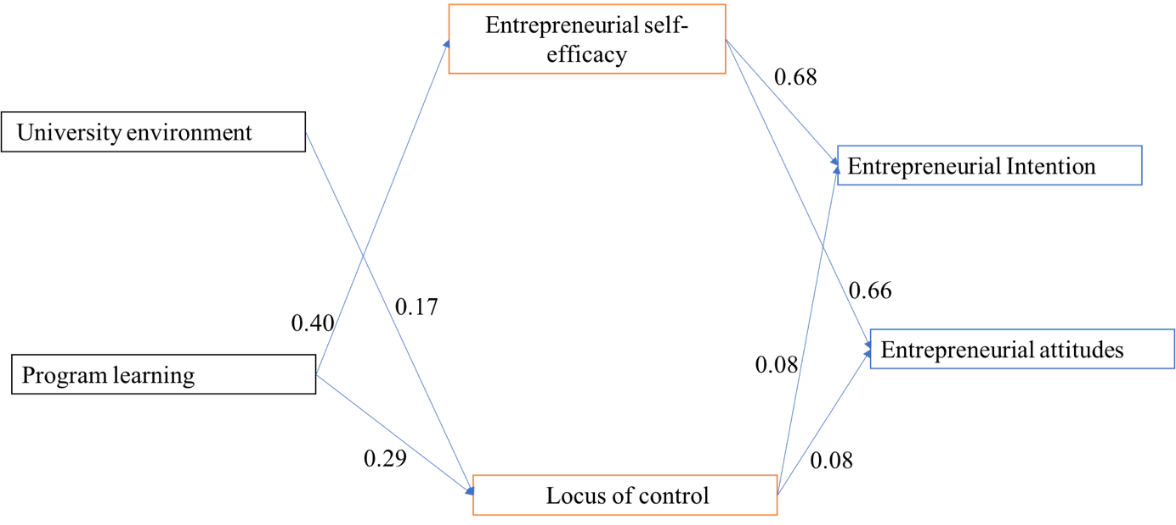 Entrepreneurial self-
efficacy
0.68
University environment
Entrepreneurial Intention
0.66
0.17
0.40
Entrepreneurial attitudes
Program learning
0.08
0.29
0.08
Locus of control